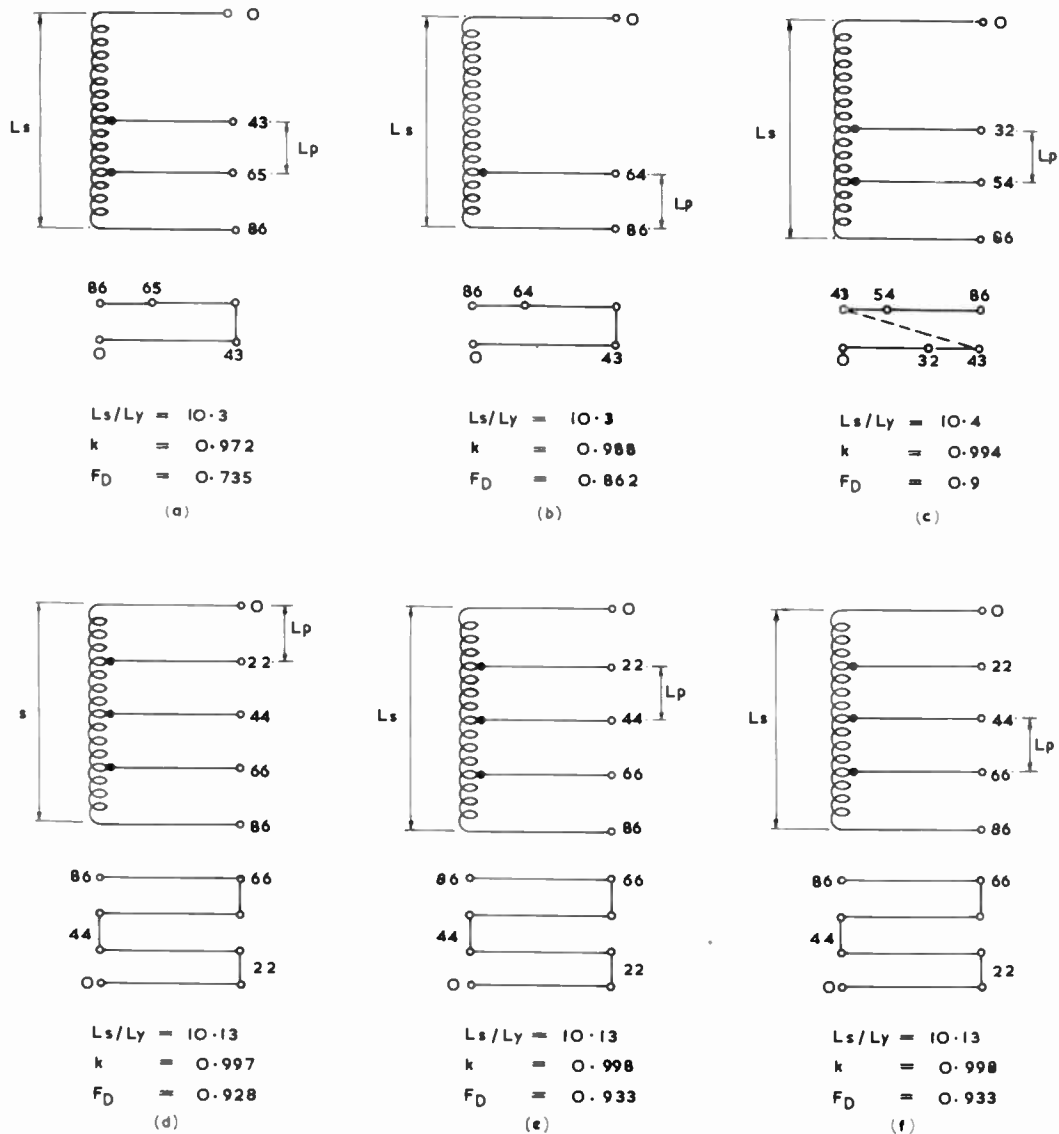 O
43
Ls
Lp
65
86
86 65
O 43
Ls/Ly = 10.3
k = 0.972
FD = 0.735
(a)
O
Ls
64
Lp
86
86 64
O 43
Ls/Ly = 10.3
k = 0.988
FD = 0.862
(b)
O
32
Ls
Lp
54
86
43 54 86
O 32 43
Ls/Ly = 10.4
k = 0.994
FD = 0.9
(c)
O
Lp
22
s
44
66
86
86 66
44
22
O
Ls/Ly = 10.13
k = 0.997
FD = 0.928
(d)
O
22
Lp
Ls
44
66
86
86 66
44
22
O
Ls/Ly = 10.13
k = 0.998
FD = 0.933
(e)
O
22
Ls
44
Lp
66
86
86 66
44
22
O
Ls/Ly = 10.13
k = 0.998
FD = 0.933
(f)